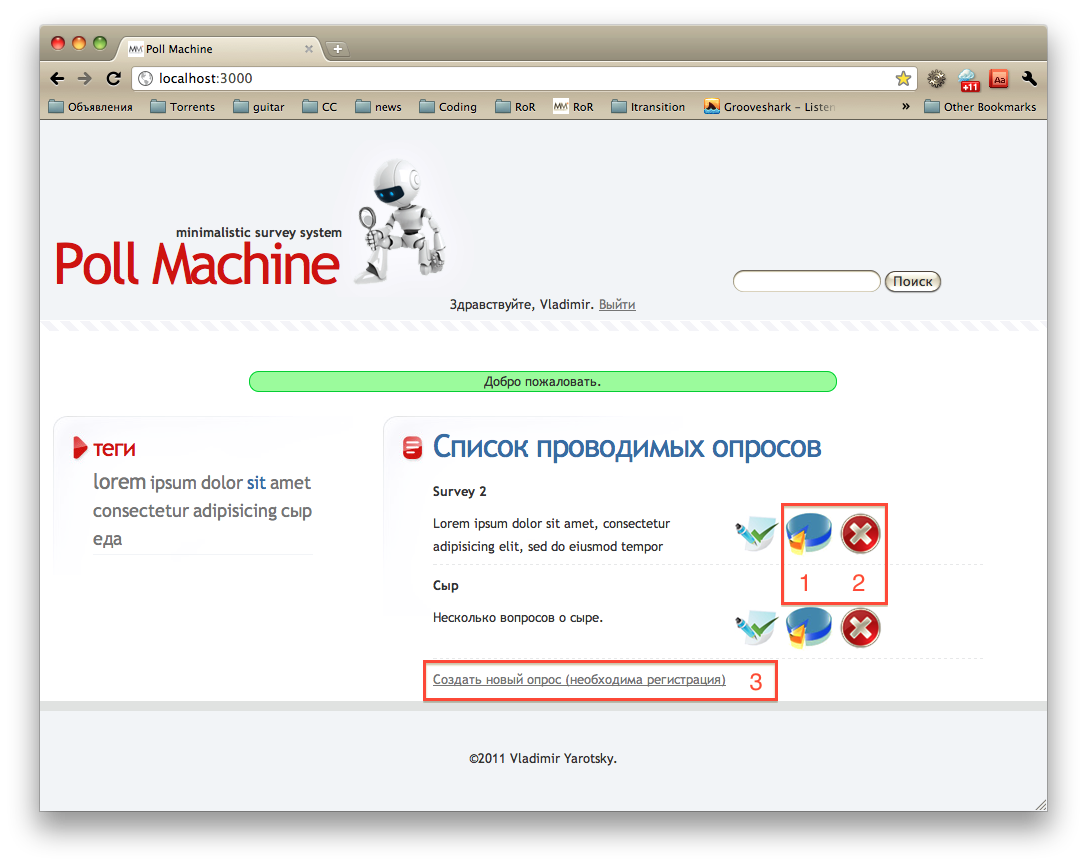 Poll Machine
localhost:3000
+11
Aa
Объявления Torrents guitar CC news Coding RoR MM RoR Itransition Grooveshark – Listen » Other Bookmarks
minimalistic survey system
Poll Machine
Поиск
Здравствуйте, Vladimir. Выйти
Добро пожаловать.
теги
lorem ipsum dolor sit amet
consectetur adipisicing сыр
еда
Список проводимых опросов
Survey 2
Lorem ipsum dolor sit amet, consectetur
adipisicing elit, sed do eiusmod tempor
1 2
Сыр
Несколько вопросов о сыре.
Создать новый опрос (необходима регистрация) 3
©2011 Vladimir Yarotsky.